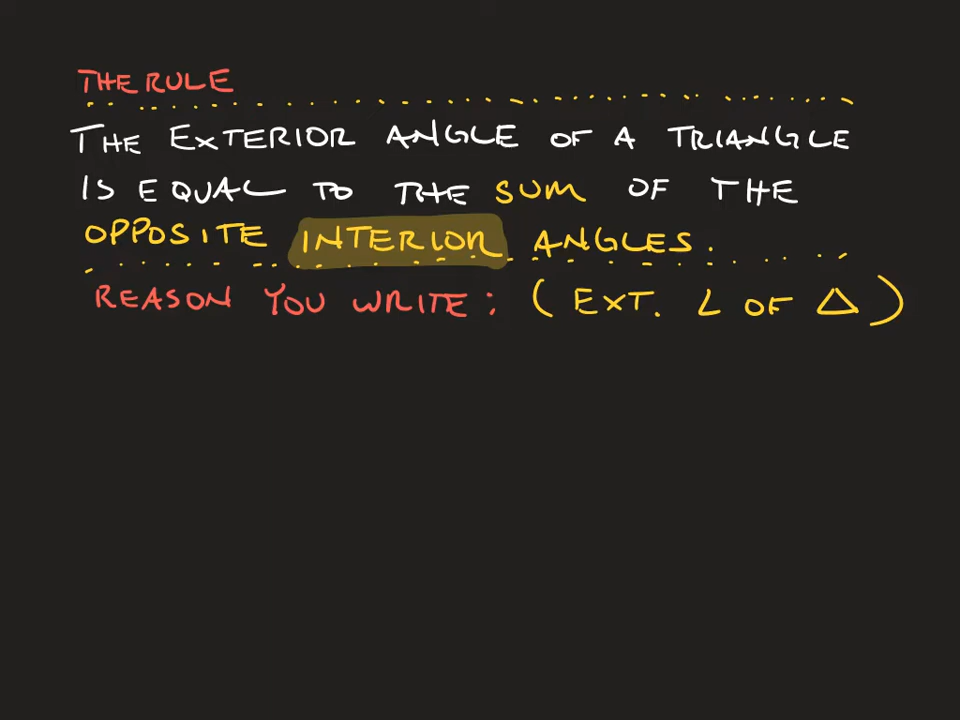 THE RULE
THE EXTERIOR ANGLE OF A TRIANGLE
IS EQUAL TO THE SUM OF THE
OPPOSITE INTERIOR ANGLES.
REASON YOU WRITE: (EXT. ∠ OF △)